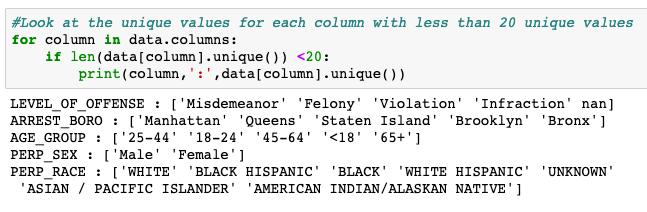 #Look at the unique values for each column with less than 20 unique values
for column in data.columns:
    if len(data[column].unique()) <20:
        print(column,':',data[column].unique())
LEVEL_OF_OFFENSE : ['Misdemeanor' 'Felony' 'Violation' 'Infraction' nan]
ARREST_BORO : ['Manhattan' 'Queens' 'Staten Island' 'Brooklyn' 'Bronx']
AGE_GROUP : ['25-44' '18-24' '45-64' '<18' '65+']
PERP_SEX : ['Male' 'Female']
PERP_RACE : ['WHITE' 'BLACK HISPANIC' 'BLACK' 'WHITE HISPANIC' 'UNKNOWN'
 'ASIAN / PACIFIC ISLANDER' 'AMERICAN INDIAN/ALASKAN NATIVE']